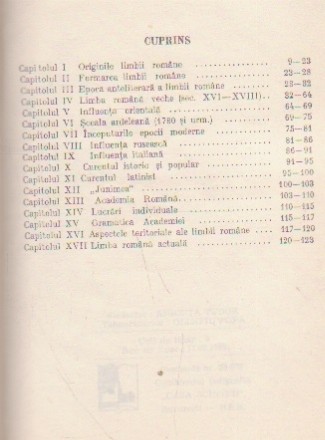 CUPRINS
Capitolul I Originile limbii române 9—23
Capitolul II Formarea limbii române 23—28
Capitolul III Epoca anteliterară a limbii române 28—32
Capitolul IV Limba română veche (sec. XVI—XVIII) 32—64
Capitolul V Influența orientală 64—69
Capitolul VI Școala ardeleană (1780 și urm.) 69—75
Capitolul VII Începuturile epocii moderne 75—81
Capitolul VIII Influența rusească 81—86
Capitolul IX Influența italiană 86—91
Capitolul X Curentul istoric și popular 91—95
Capitolul XI Curentul latinist 95—100
Capitolul XII „Junimea” 100—103
Capitolul XIII Academia Română 103—110
Capitolul XIV Lucrări individuale 110—115
Capitolul XV Gramatica Academiei 115—117
Capitolul XVI Aspectele teritoriale ale limbii române 117—120
Capitolul XVII Limba română actuală 120—123